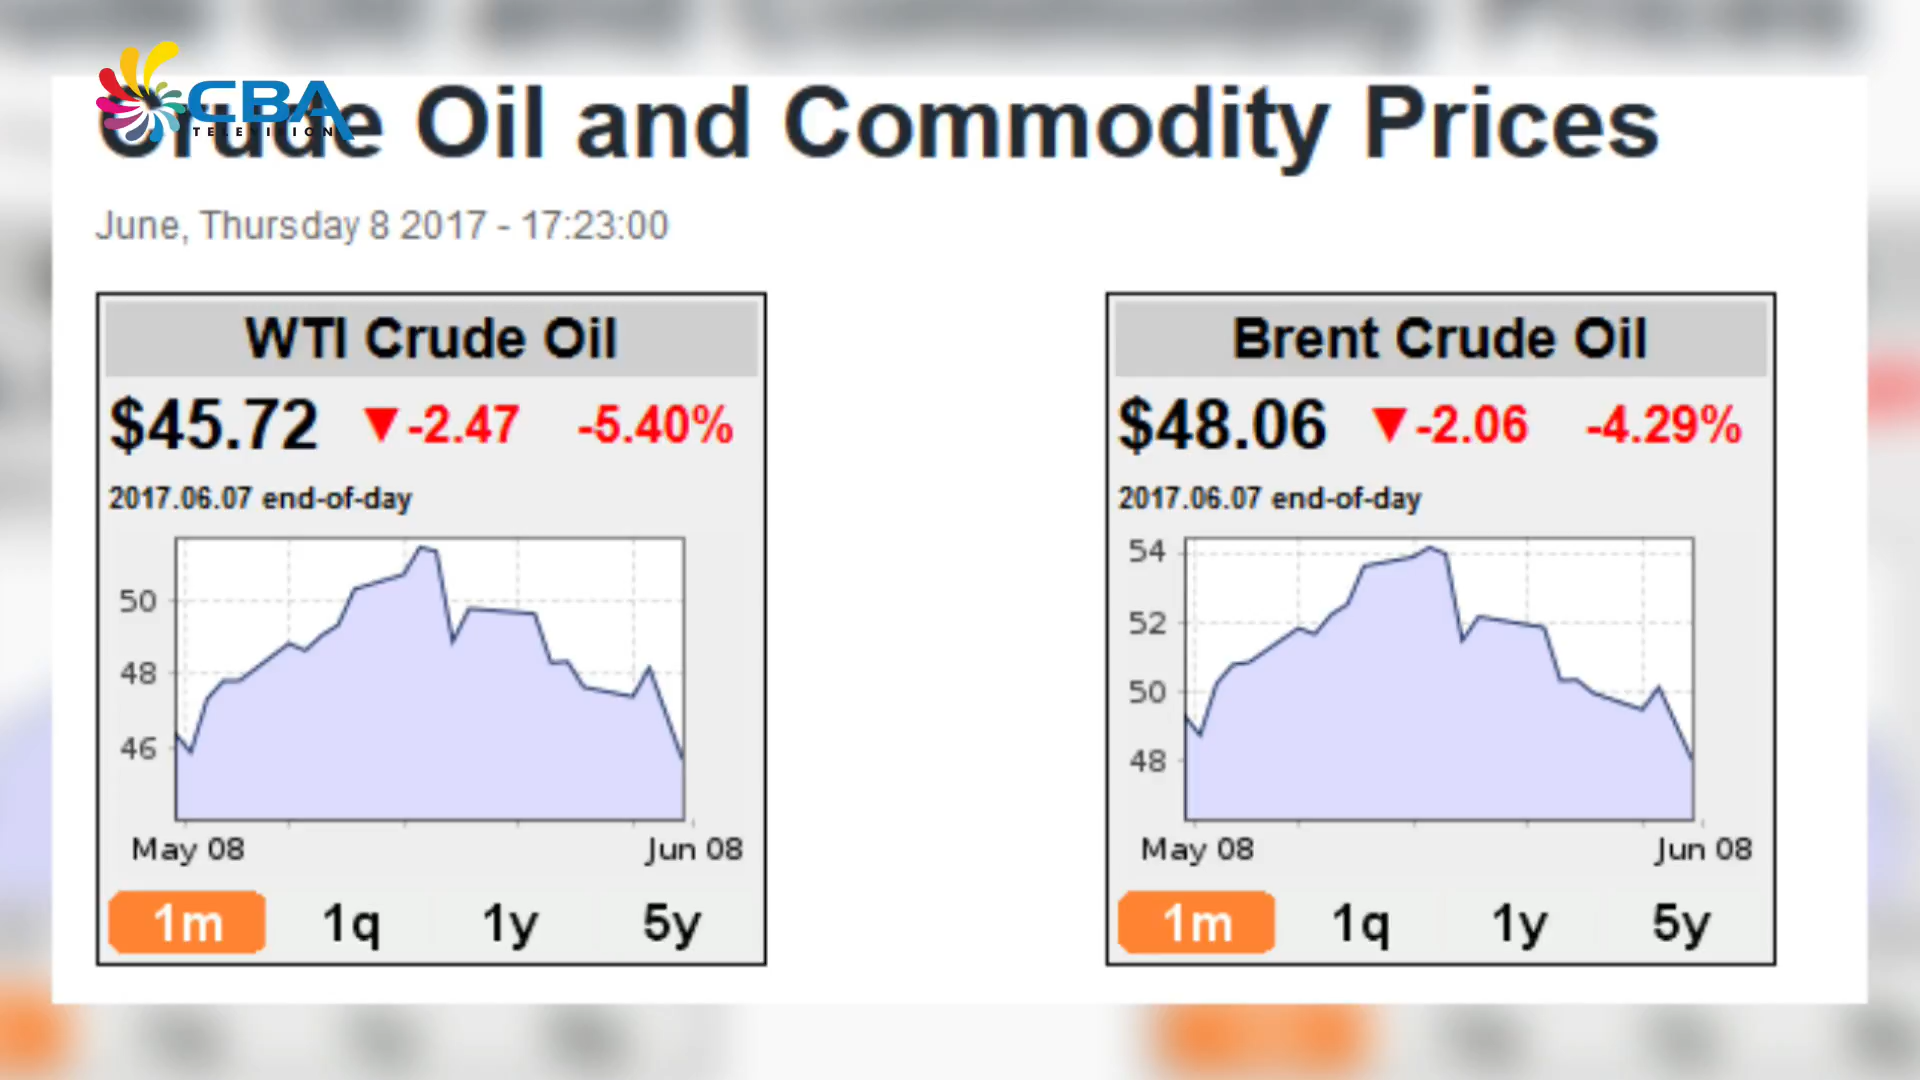 CBA
TELEVISION
Crude Oil and Commodity Prices
June, Thursday 8 2017 - 17:23:00
WTI Crude Oil
$45.72 ▼-2.47 -5.40%
2017.06.07 end-of-day
50
48
46
May 08 Jun 08
1m 1q 1y 5y
Brent Crude Oil
$48.06 ▼-2.06 -4.29%
2017.06.07 end-of-day
54
52
50
48
May 08 Jun 08
1m 1q 1y 5y